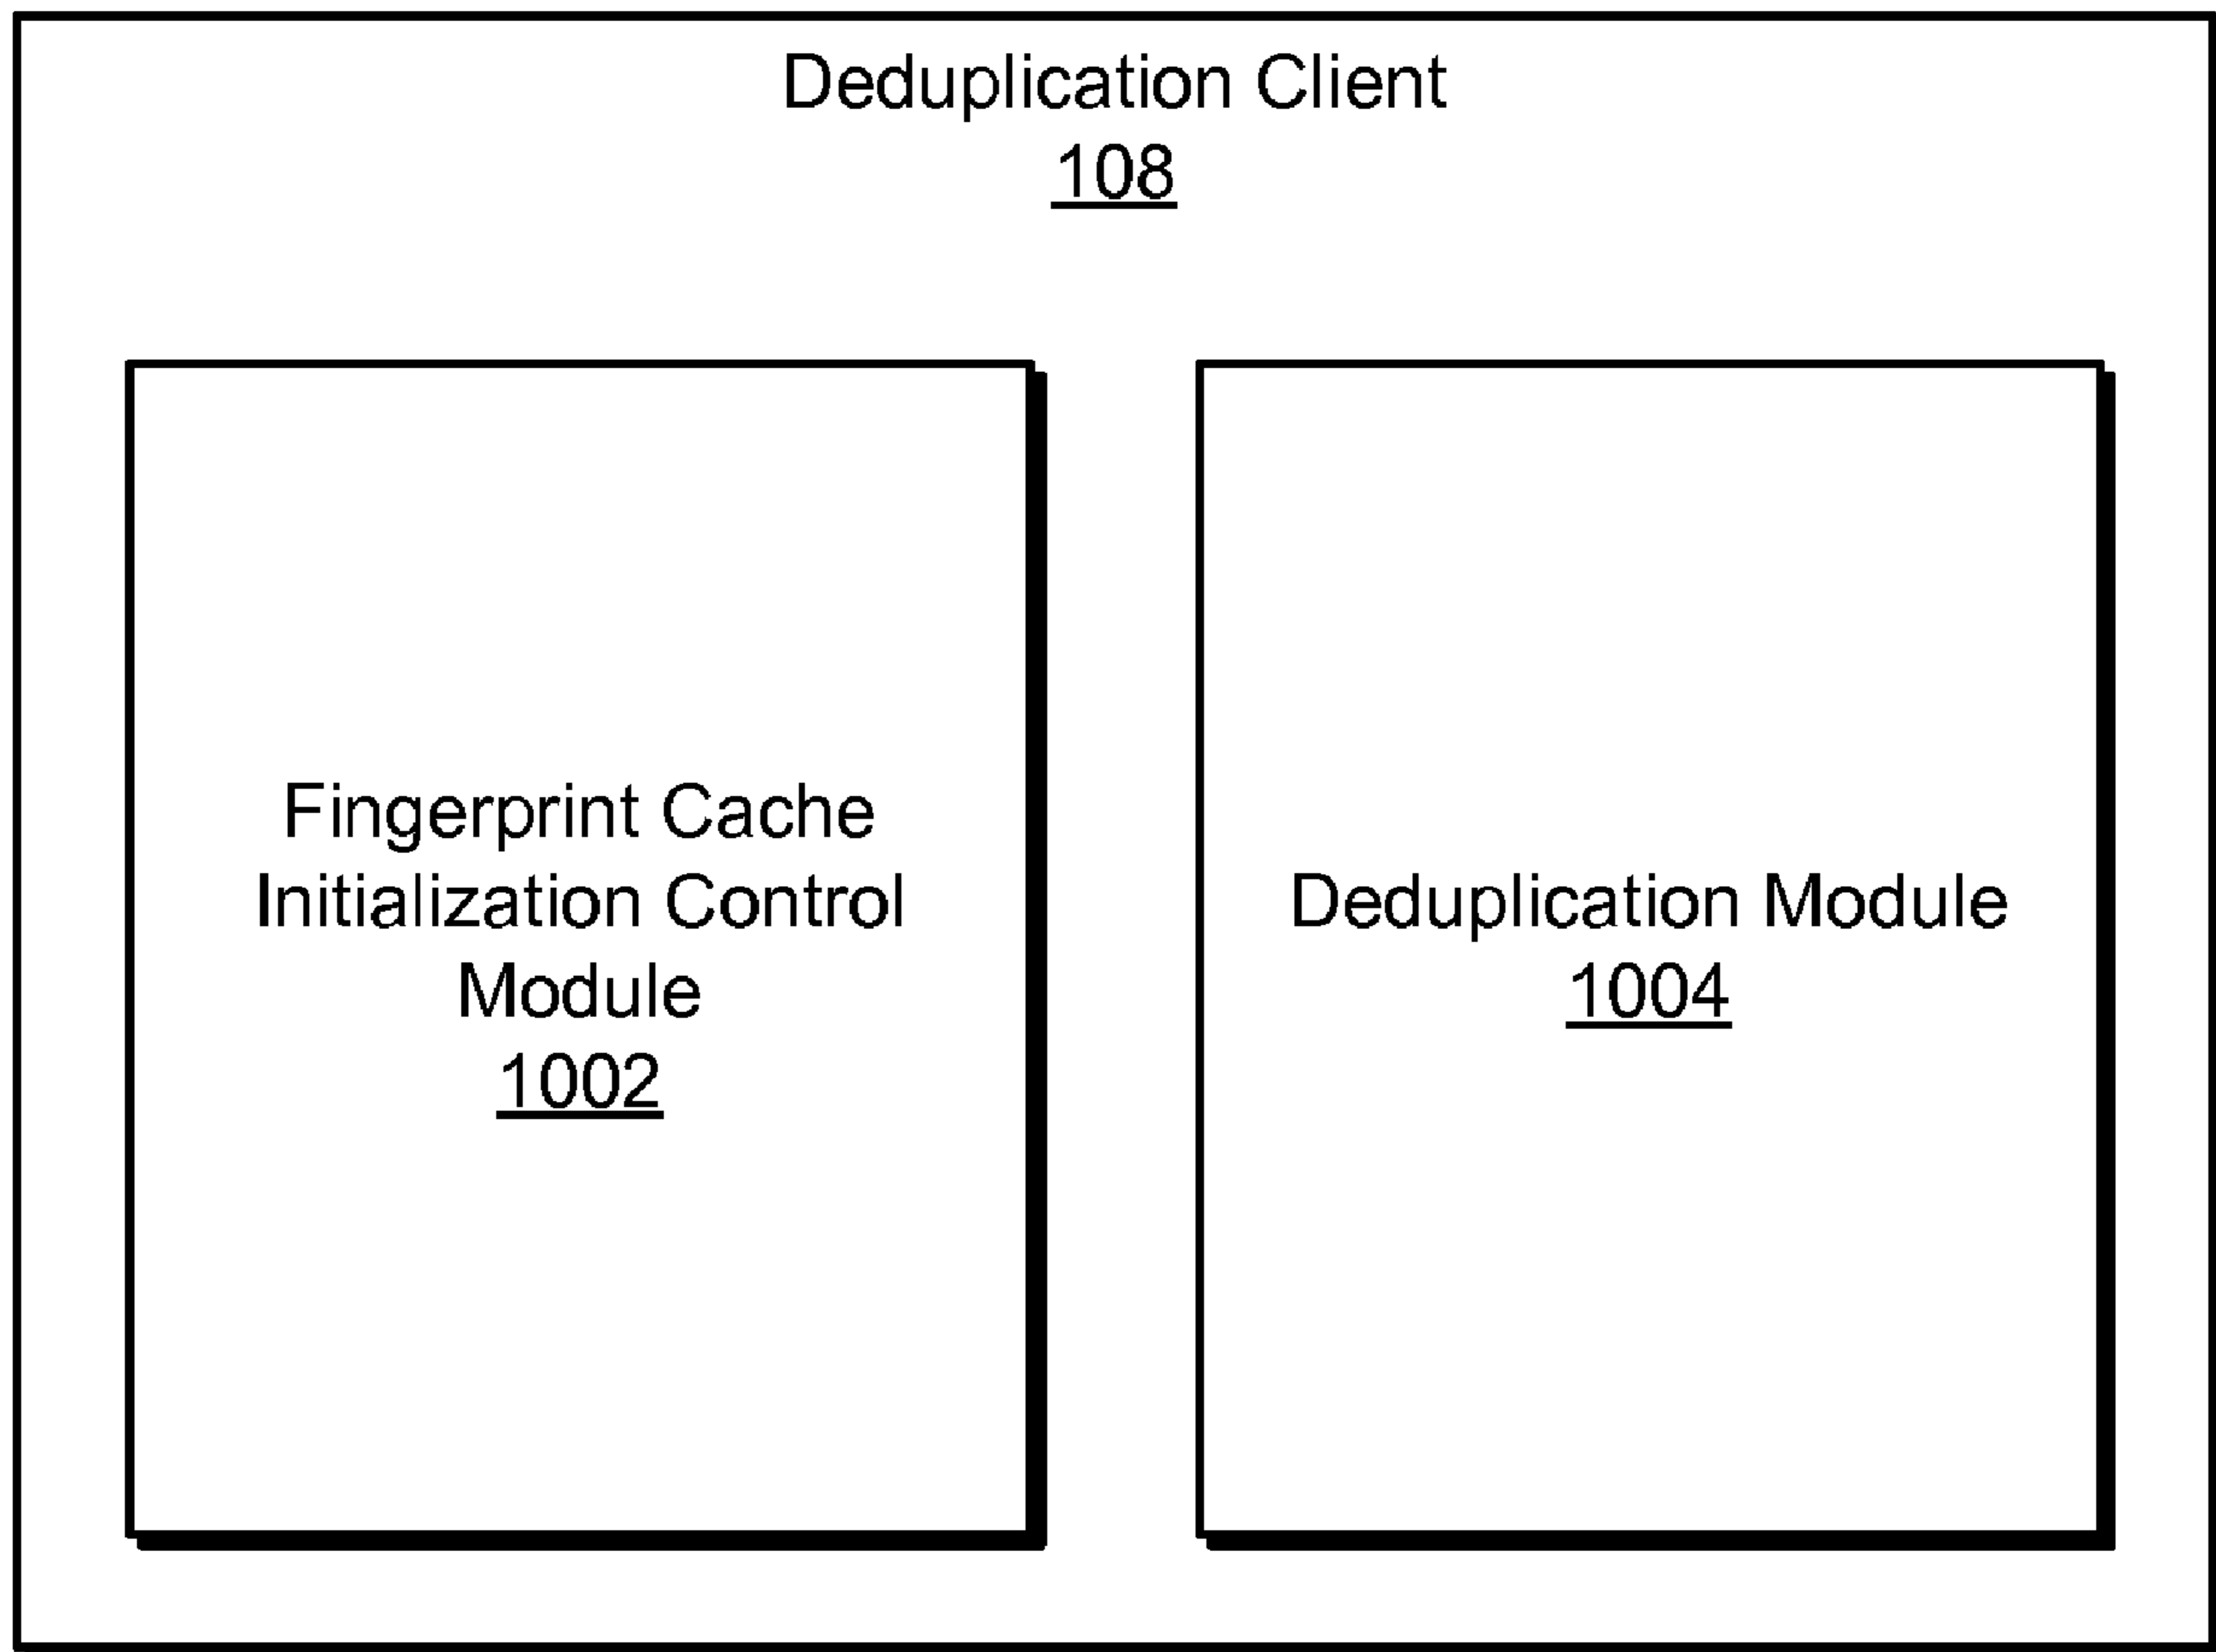 Deduplication Client
108
Fingerprint Cache
Initialization Control
Module
1002
Deduplication Module
1004